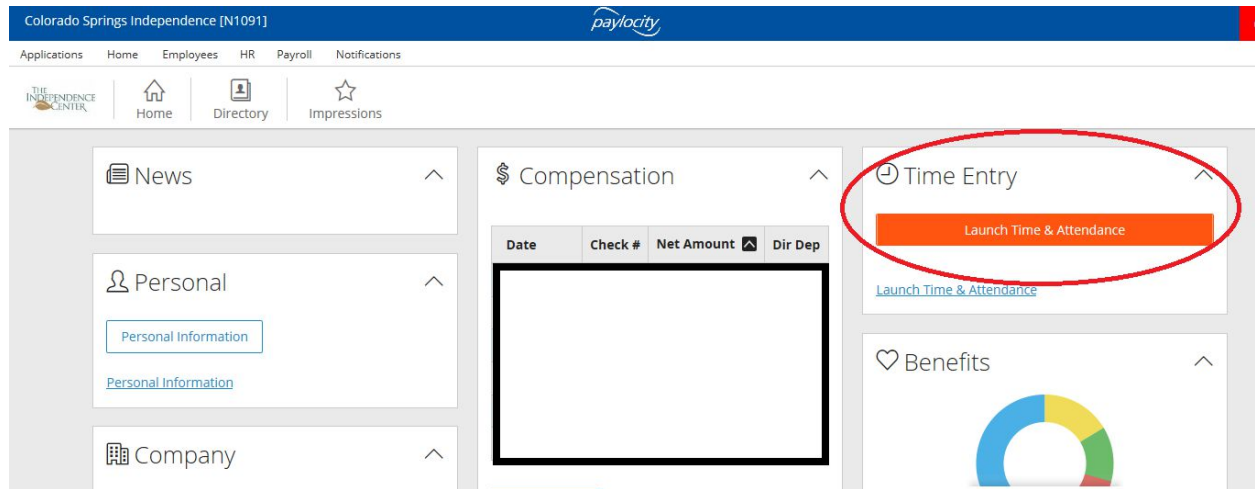 Colorado Springs Independence [N1091]
paylocity
Applications Home Employees HR Payroll Notifications
THE
INDEPENDENCE
CENTER
Home Directory Impressions
News
Personal
Personal Information
Personal Information
Company
$ Compensation
Date Check # Net Amount Dir Dep
Time Entry
Launch Time & Attendance
Launch Time & Attendance
Benefits